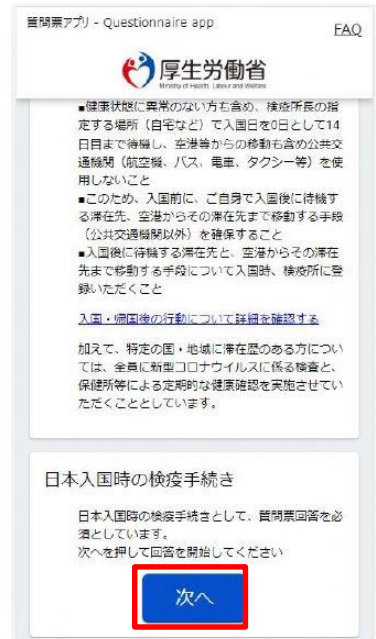 質問票アプリ - Questionnaire app
FAQ
厚生労働省
Ministry of Health, Labour and Welfare
■健康状態に異常のない方も含め、検疫所長の指
定する場所（自宅など）で入国日を0日として14
日目まで待機し、空港等からの移動も含め公共交
通機関（航空機、バス、電車、タクシー等）を使
用しないこと
■このため、入国前に、ご自身で入国後に待機す
る滞在先、空港からその滞在先まで移動する手段
（公共交通機関以外）を確保すること
■入国後に待機する滞在先と、空港からその滞在
先まで移動する手段について入国時、検疫所に登
録いただくこと
入国・帰国後の行動について詳細を確認する
加えて、特定の国・地域に滞在歴のある方につい
ては、全員に新型コロナウイルスに係る検査と、
保健所等による定期的な健康確認を実施させてい
ただくこととしています。
日本入国時の検疫手続き
日本入国時の検疫手続きとして、質問票回答を必
須としています。
次へを押して回答を開始してください
次へ